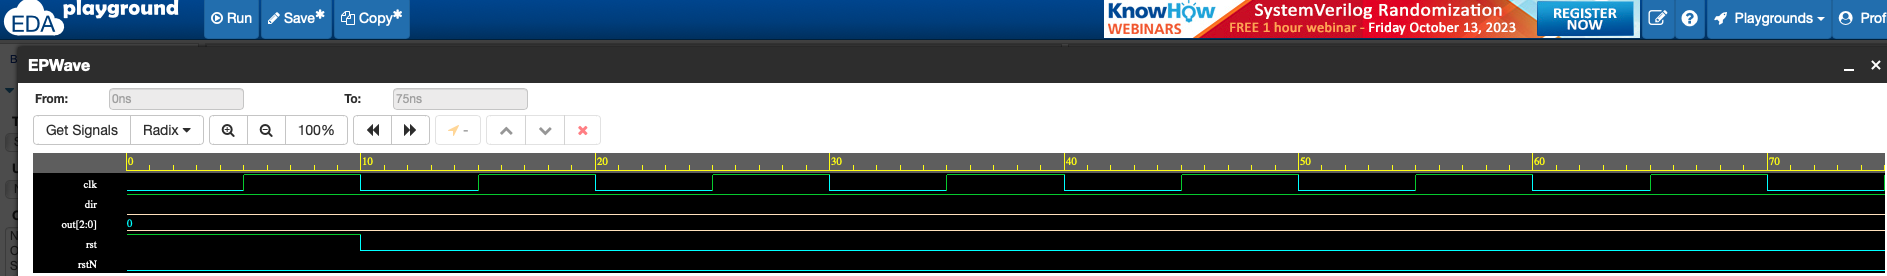 EDA playground
Run
Save*
Copy*
KnowHow
WEBINARS
SystemVerilog Randomization
FREE 1 hour webinar - Friday October 13, 2023
REGISTER
NOW
Playgrounds
Prof
EPWave
From:
0ns
To:
75ns
Get Signals
Radix
100%
-
0
10
20
30
40
50
60
70
clk
dir
out[2:0]
0
rst
rstN